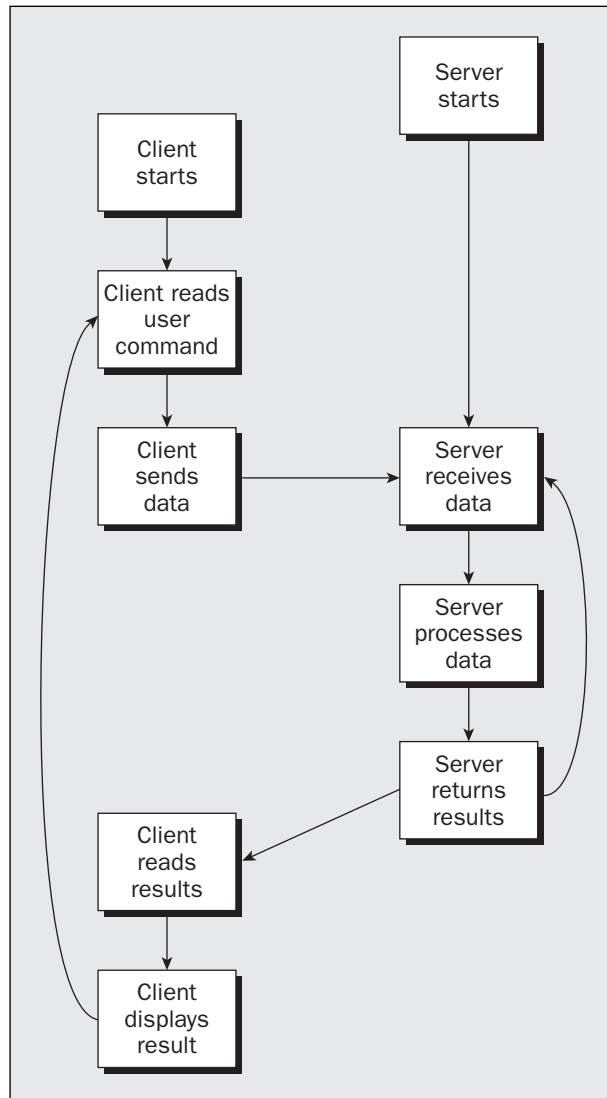 Server
starts
Client
starts
Client reads
user
command
Client
sends
data
Server
receives
data
Server
processes
data
Server
returns
results
Client
reads
results
Client
displays
result